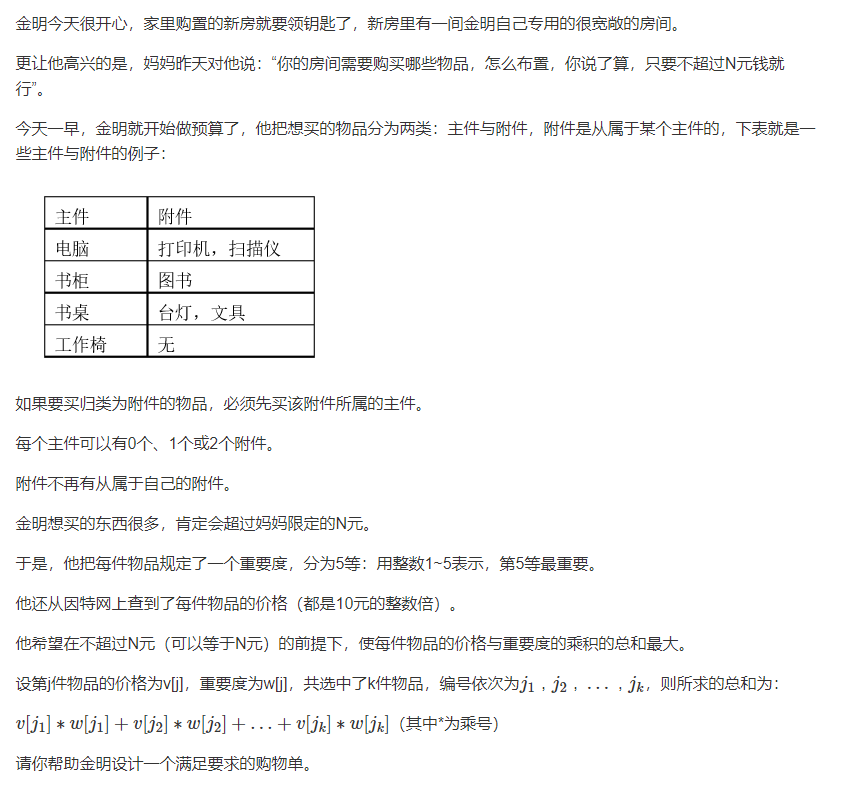 金明今天很开心，家里购置的新房就要领钥匙了，新房里有一间金明自己专用的很宽敞的房间。
更让他高兴的是，妈妈昨天对他说：“你的房间需要购买哪些物品，怎么布置，你说了算，只要不超过N元钱就
行”。
今天一早，金明就开始做预算了，他把想买的物品分为两类：主件与附件，附件是从属于某个主件的，下表就是一
些主件与附件的例子：
主件 附件
电脑 打印机，扫描仪
书柜 图书
书桌 台灯，文具
工作椅 无
如果要买归类为附件的物品，必须先买该附件所属的主件。
每个主件可以有0个、1个或2个附件。
附件不再有从属于自己的附件。
金明想买的东西很多，肯定会超过妈妈限定的N元。
于是，他把每件物品规定了一个重要度，分为5等：用整数1~5表示，第5等最重要。
他还从因特网上查到了每件物品的价格（都是10元的整数倍）。
他希望在不超过N元（可以等于N元）的前提下，使每件物品的价格与重要度的乘积的总和最大。
设第j件物品的价格为v[j]，重要度为w[j]，共选中了k件物品，编号依次为j₁，j₂，…，jₖ，则所求的总和为：
v[j₁]∗w[j₁]+v[j₂]∗w[j₂]+…+v[jₖ]∗w[jₖ]（其中*为乘号）
请你帮助金明设计一个满足要求的购物单。